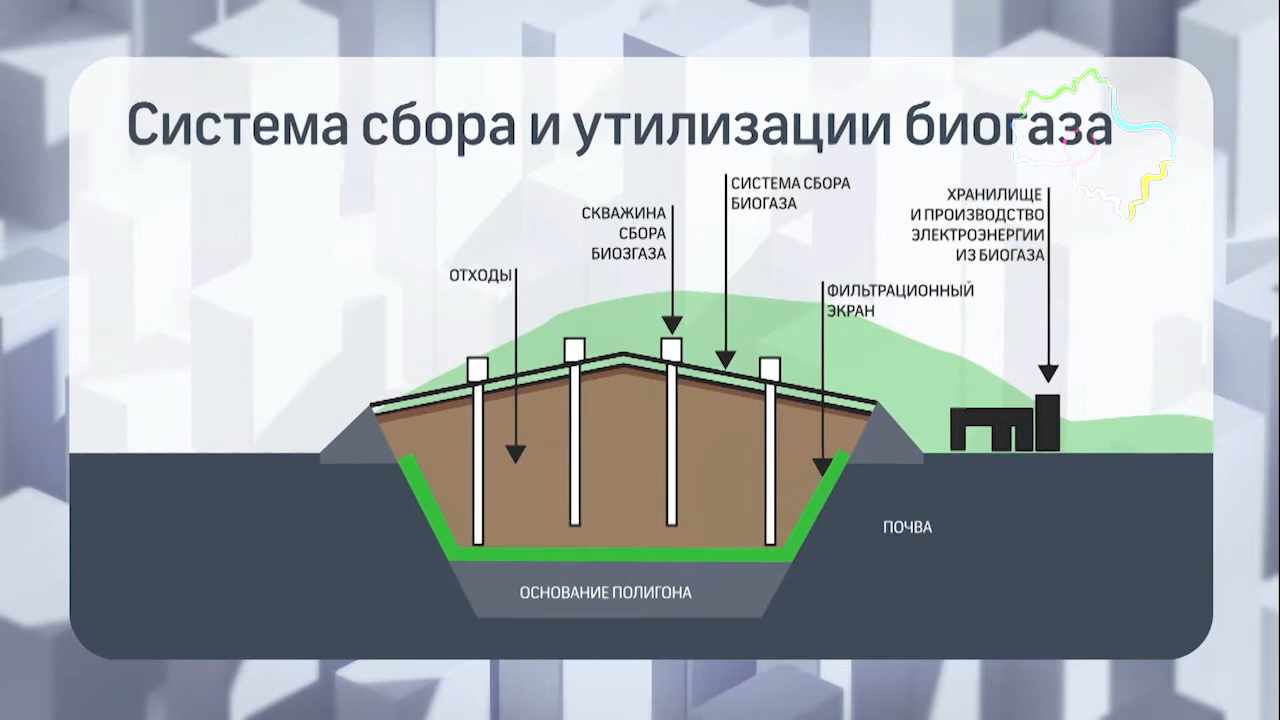 Система сбора и утилизации биогаза
СИСТЕМА СБОРА
БИОГАЗА
ХРАНИЛИЩЕ
И ПРОИЗВОДСТВО
ЭЛЕКТРОЭНЕРГИИ
ИЗ БИОГАЗА
СКВАЖИНА
СБОРА
БИОЗГАЗА
ОТХОДЫ
ФИЛЬТРАЦИОННЫЙ
ЭКРАН
ПОЧВА
ОСНОВАНИЕ ПОЛИГОНА